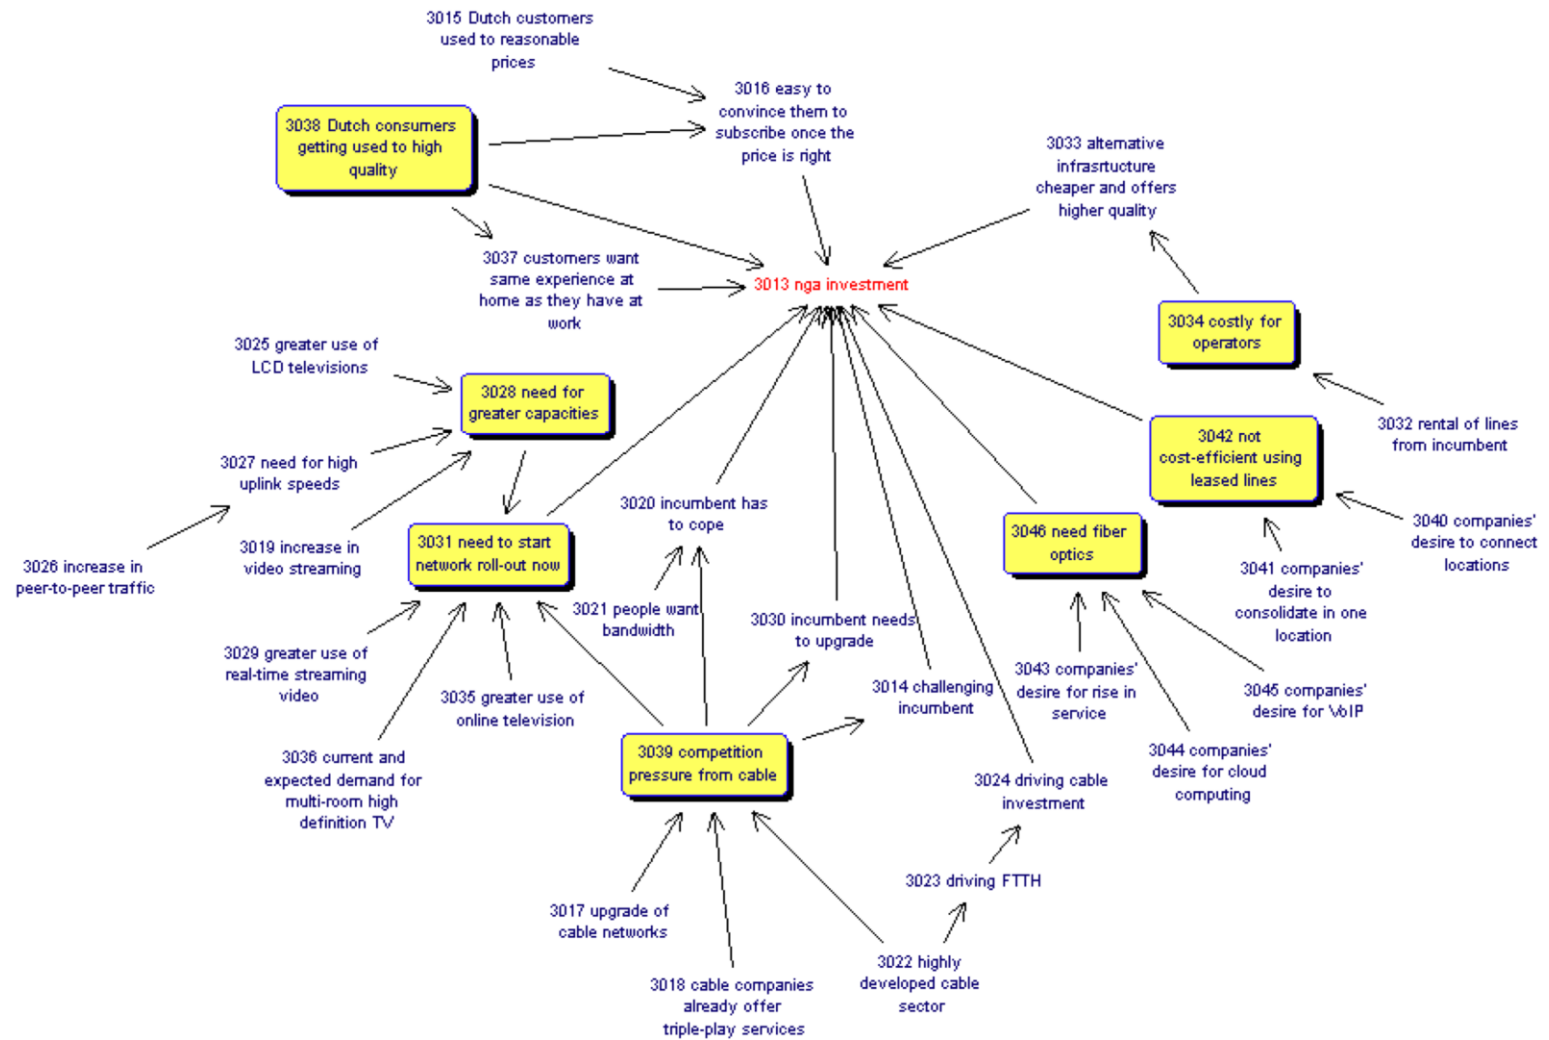 3015 Dutch customers
used to reasonable
prices
3016 easy to
convince them to
subscribe once the
price is right
3038 Dutch consumers
getting used to high
quality
3033 alternative
infrasrtucture
cheaper and offers
higher quality
3037 customers want
same experience at
home as they have at
work
3013 nga investment
3034 costly for
operators
3025 greater use of
LCD televisions
3028 need for
greater capacities
3032 rental of lines
from incumbent
3042 not
cost-efficient using
leased lines
3027 need for high
uplink speeds
3020 incumbent has
to cope
3046 need fiber
optics
3040 companies'
desire to connect
locations
3031 need to start
network roll-out now
3019 increase in
video streaming
3026 increase in
peer-to-peer traffic
3041 companies'
desire to
consolidate in one
location
3021 people want
bandwidth
3030 incumbent needs
to upgrade
3029 greater use of
real-time streaming
video
3035 greater use of
online television
3014 challenging
incumbent
3043 companies'
desire for rise in
service
3045 companies'
desire for VoIP
3036 current and
expected demand for
multi-room high
definition TV
3039 competition
pressure from cable
3044 companies'
desire for cloud
computing
3024 driving cable
investment
3023 driving FTTH
3017 upgrade of
cable networks
3022 highly
developed cable
sector
3018 cable companies
already offer
triple-play services